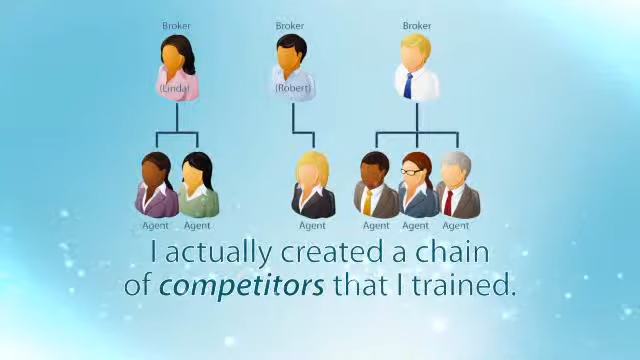 Broker Broker Broker
(Linda) (Robert)
Agent Agent Agent Agent Agent Agent
I actually created a chain
of competitors that I trained.